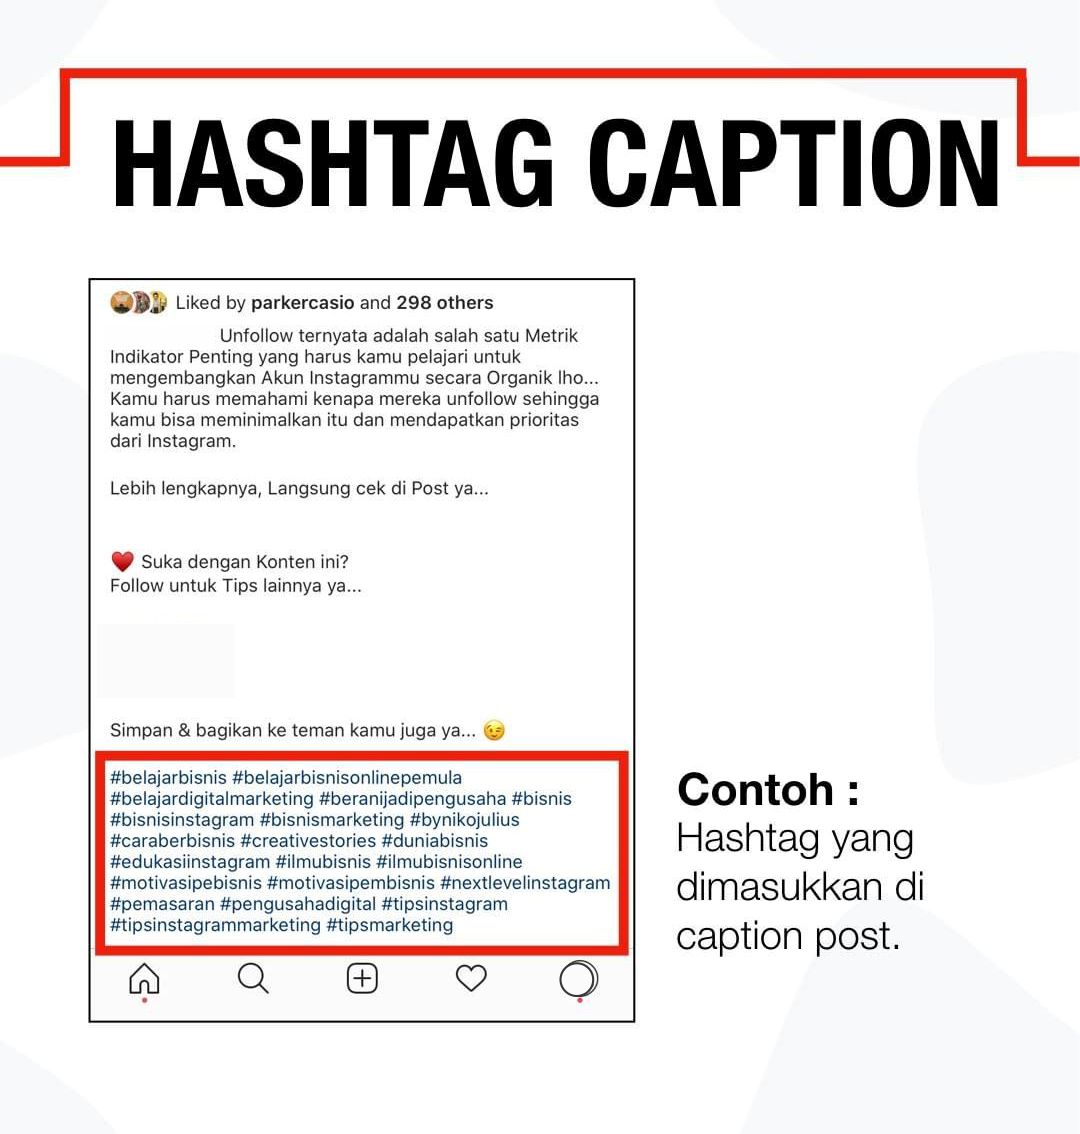 HASHTAG CAPTION
Liked by parkercasio and 298 others
Unfollow ternyata adalah salah satu Metrik
Indikator Penting yang harus kamu pelajari untuk
mengembangkan Akun Instagrammu secara Organik lho...
Kamu harus memahami kenapa mereka unfollow sehingga
kamu bisa meminimalkan itu dan mendapatkan prioritas
dari Instagram.
Lebih lengkapnya, Langsung cek di Post ya...
❤️ Suka dengan Konten ini?
Follow untuk Tips lainnya ya...
Simpan & bagikan ke teman kamu juga ya... 😉
#belajarbisnis #belajarbisnisonlinepemula
#belajardigitalmarketing #beranijadipengusaha #bisnis
#bisnisinstagram #bisnismarketing #bynikojulius
#caraberbisnis #creativestories #duniabisnis
#edukasiinstagram #ilmubisnis #ilmubisnisonline
#motivasipebisnis #motivasipembisnis #nextlevelinstagram
#pemasaran #pengusahadigital #tipsinstagram
#tipsinstagrammarketing #tipsmarketing
Contoh :
Hashtag yang
dimasukkan di
caption post.